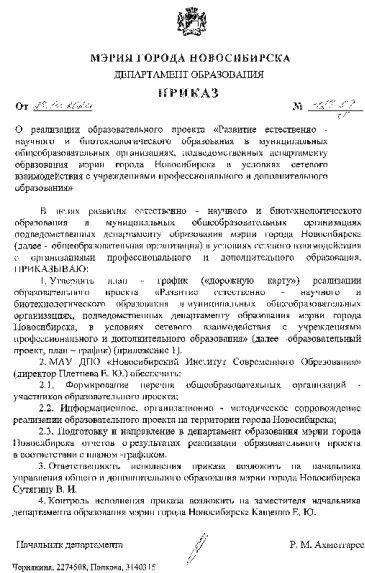 МЭРИЯ ГОРОДА НОВОСИБИРСКА
ДЕПАРТАМЕНТ ОБРАЗОВАНИЯ
ПРИКАЗ
От №
О реализации образовательного проекта «Развитие естественно -
научного и биотехнологического образования в муниципальных
общеобразовательных организациях, подведомственных департаменту
образования мэрии города Новосибирска в условиях сетевого
взаимодействия с учреждениями профессионального и дополнительного
образования»
В целях развития естественно - научного и биотехнологического
образования в муниципальных общеобразовательных организациях
подведомственных департаменту образования мэрии города Новосибирска
(далее - общеобразовательная организации) в условиях сетевого взаимодействия
с организациями профессионального и дополнительного образования,
ПРИКАЗЫВАЮ:
1. Утвердить план - график («дорожную карту») реализации
образовательного проекта «Развитие естественно - научного и
биотехнологического образования в муниципальных общеобразовательных
организациях, подведомственных департаменту образования мэрии города
Новосибирска, в условиях сетевого взаимодействия с учреждениями
профессионального и дополнительного образования» (далее -образовательный
проект, план – график) (приложение 1).
2. МАУ ДПО «Новосибирский Институт Современного Образования»
(директор Плетнева Е. Ю.) обеспечить:
2.1. Формирование перечня общеобразовательных организаций -
участников образовательного проекта;
2.2. Информационное, организационно - методическое сопровождение
реализации образовательного проекта на территории города Новосибирска;
2.3. Подготовку и направление в департамент образования мэрии города
Новосибирска отчетов о результатах реализации образовательного проекта
в соответствии с планом -графиком.
3. Ответственность исполнения приказа возложить на начальника
управления общего и дополнительного образования мэрии города Новосибирска
Сутягину В. И.
4. Контроль исполнения приказа возложить на заместителя начальника
департамента образования мэрии города Новосибирска Кащенко Е. Ю.
Начальник департамента Р. М. Ахметгареев
2274508, 3140315